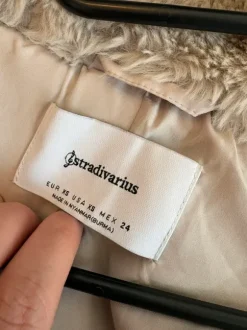 stradivarius
EUR XS USA XS MEX 24
MADE IN MYANMAR(BURMA)